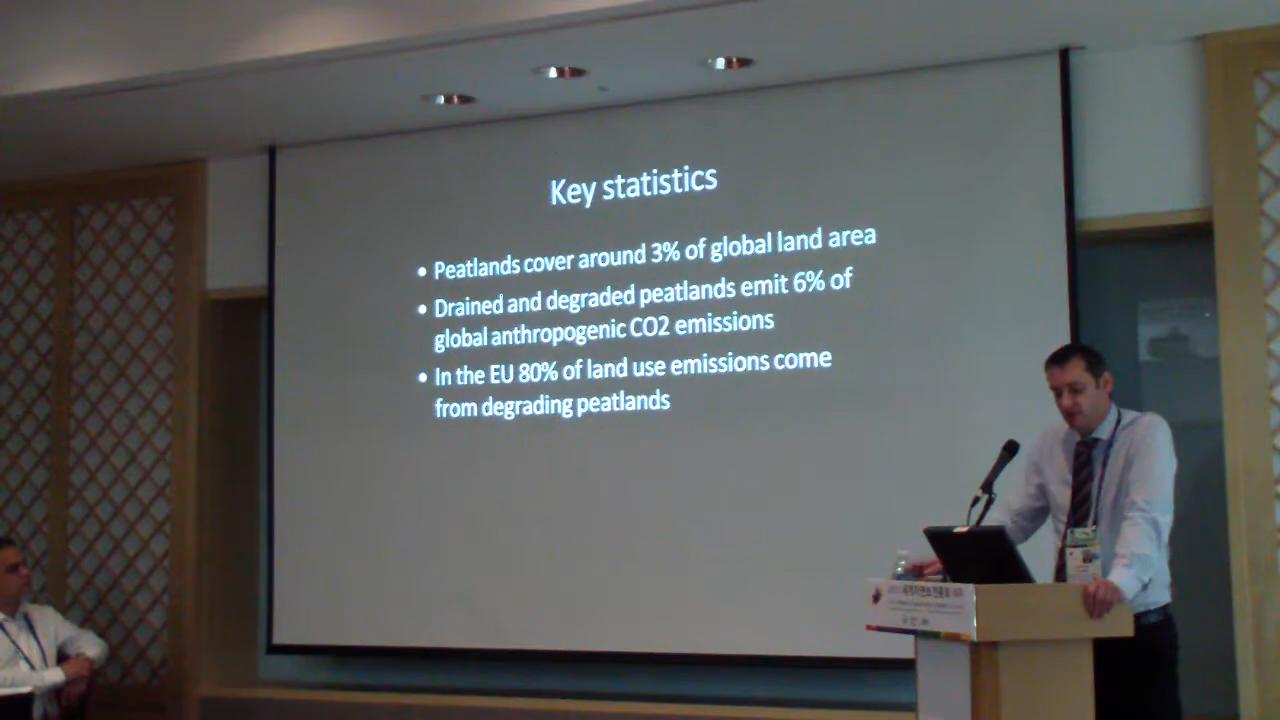 Key statistics
• Peatlands cover around 3% of global land area
• Drained and degraded peatlands emit 6% of
global anthropogenic CO2 emissions
• In the EU 80% of land use emissions come
from degrading peatlands